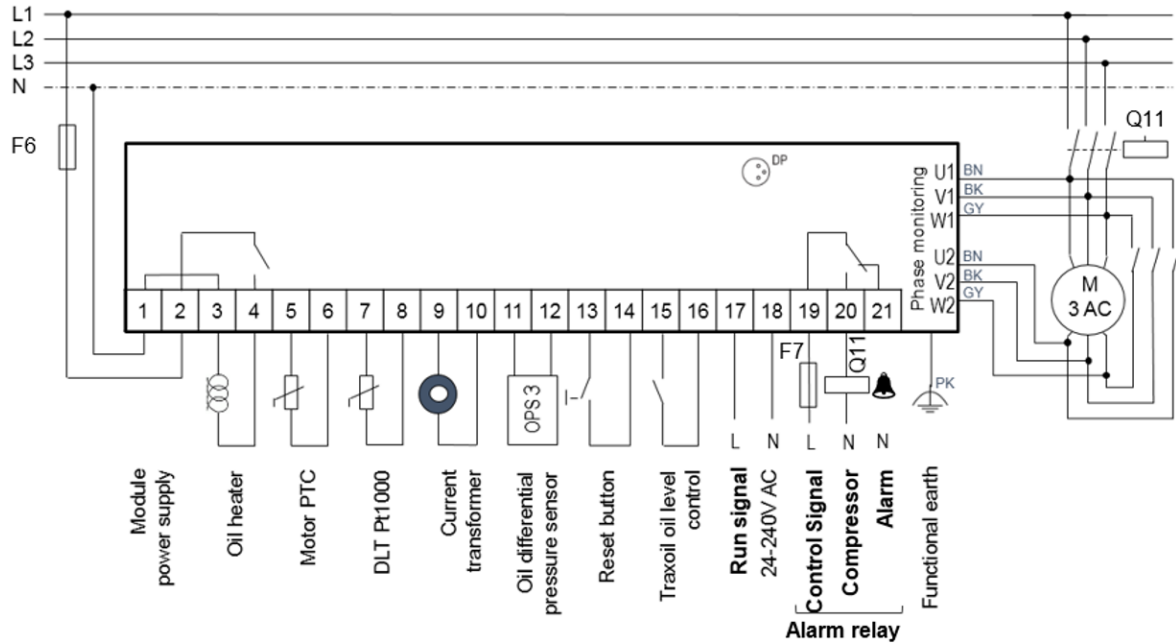 L1
L2
L3
N
F6
Q11
DP
Phase monitoring
U1 BN
V1 BK
W1 GY
U2 BN
V2 BK
W2 GY
M
3 AC
1 2 3 4 5 6 7 8 9 10 11 12 13 14 15 16 17 18 19 20 21
F7
Q11
PK
OPS 3
L N L N N
Module
power supply
Oil heater
Motor PTC
DLT Pt1000
Current
transformer
Oil differential
pressure sensor
Reset button
Traxoil oil level
control
Run signal
24-240V AC
Control Signal
Compressor
Alarm
Functional earth
Alarm relay